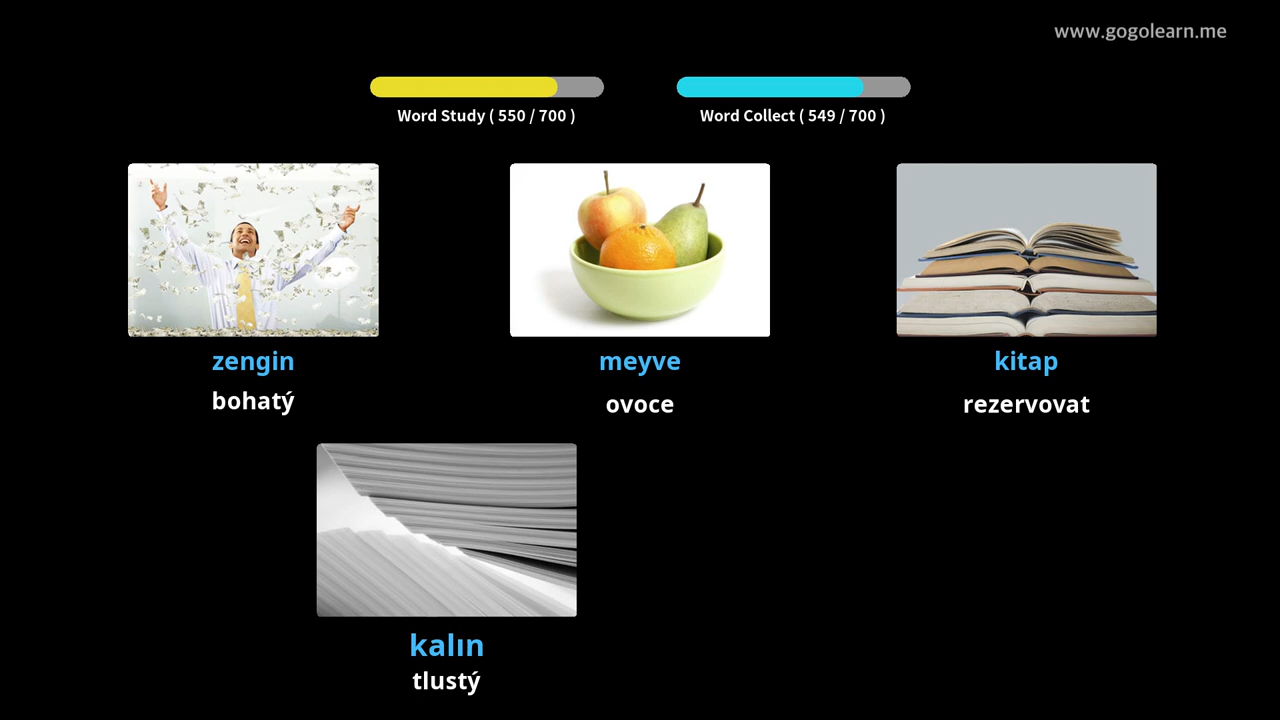 www.gogolearn.me
Word Study ( 550 / 700 )
Word Collect ( 549 / 700 )
zengin
bohatý
meyve
ovoce
kitap
rezervovat
kalın
tlustý